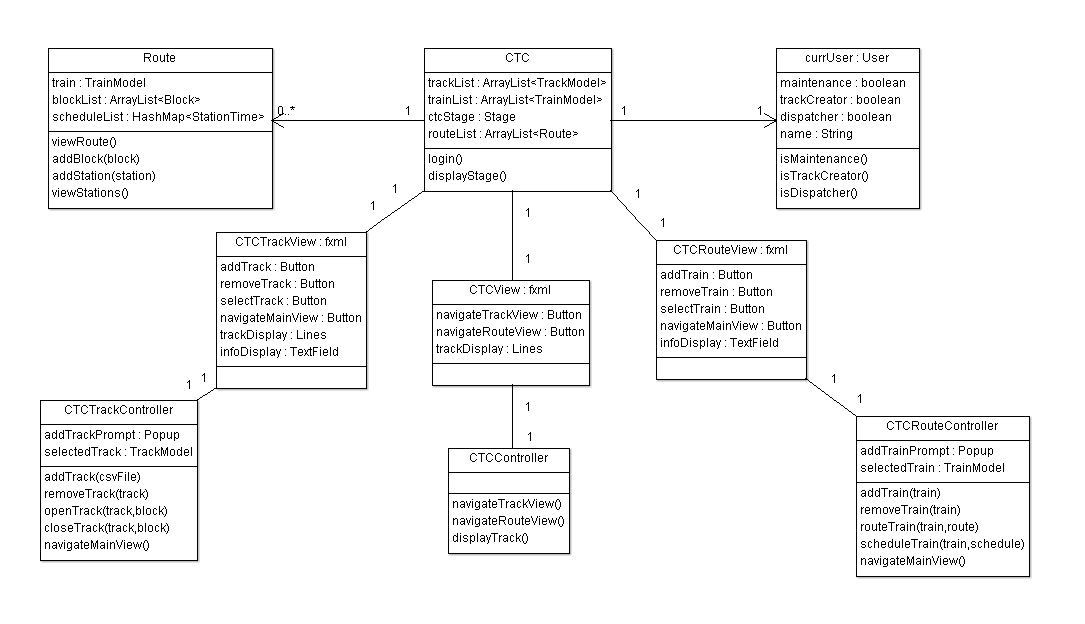 Route
train : TrainModel
blockList : ArrayList<Block>
scheduleList : HashMap<StationTime>
viewRoute()
addBlock(block)
addStation(station)
viewStations()
0..*
1
CTC
trackList : ArrayList<TrackModel>
trainList : ArrayList<TrainModel>
ctcStage : Stage
routeList : ArrayList<Route>
login()
displayStage()
1
1
currUser : User
maintenance : boolean
trackCreator : boolean
dispatcher : boolean
name : String
isMaintenance()
isTrackCreator()
isDispatcher()
1
1
1
1
1
1
CTCTrackView : fxml
addTrack : Button
removeTrack : Button
selectTrack : Button
navigateMainView : Button
trackDisplay : Lines
infoDisplay : TextField
CTCView : fxml
navigateTrackView : Button
navigateRouteView : Button
trackDisplay : Lines
CTCRouteView : fxml
addTrain : Button
removeTrain : Button
selectTrain : Button
navigateMainView : Button
infoDisplay : TextField
1
1
1
1
1
1
CTCTrackController
addTrackPrompt : Popup
selectedTrack : TrackModel
addTrack(csvFile)
removeTrack(track)
openTrack(track,block)
closeTrack(track,block)
navigateMainView()
CTCController
navigateTrackView()
navigateRouteView()
displayTrack()
CTCRouteController
addTrainPrompt : Popup
selectedTrain : TrainModel
addTrain(train)
removeTrain(train)
routeTrain(train,route)
scheduleTrain(train,schedule)
navigateMainView()